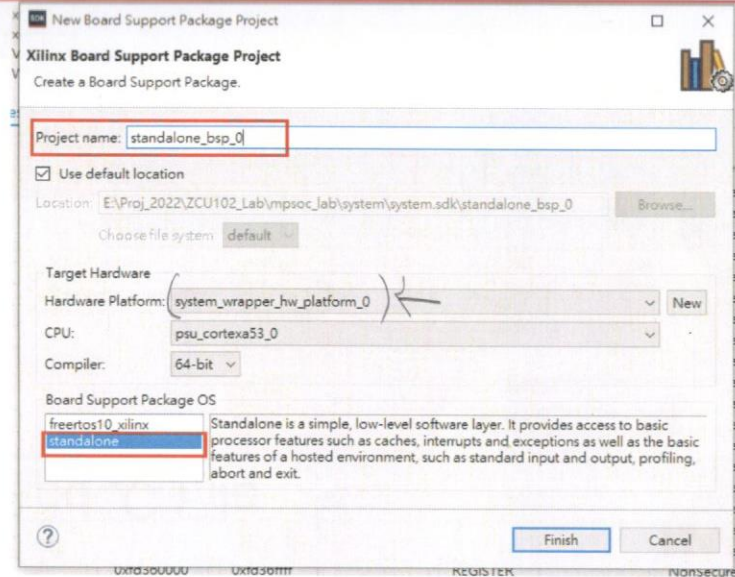 SDK New Board Support Package Project
Xilinx Board Support Package Project
Create a Board Support Package.
Project name: standalone_bsp_0
Use default location
Location: E:\Proj_2022\ZCU102_Lab\mpsoc_lab\system\system.sdk\standalone_bsp_0 Browse...
Choose file system: default
Target Hardware
Hardware Platform: system_wrapper_hw_platform_0 New
CPU: psu_cortexa53_0
Compiler: 64-bit
Board Support Package OS
freertos10_xilinx
standalone
Standalone is a simple, low-level software layer. It provides access to basic
processor features such as caches, interrupts and exceptions as well as the basic
features of a hosted environment, such as standard input and output, profiling,
abort and exit.
? Finish Cancel
0xfd360000 0xfd36ffff REGISTER NonSecure